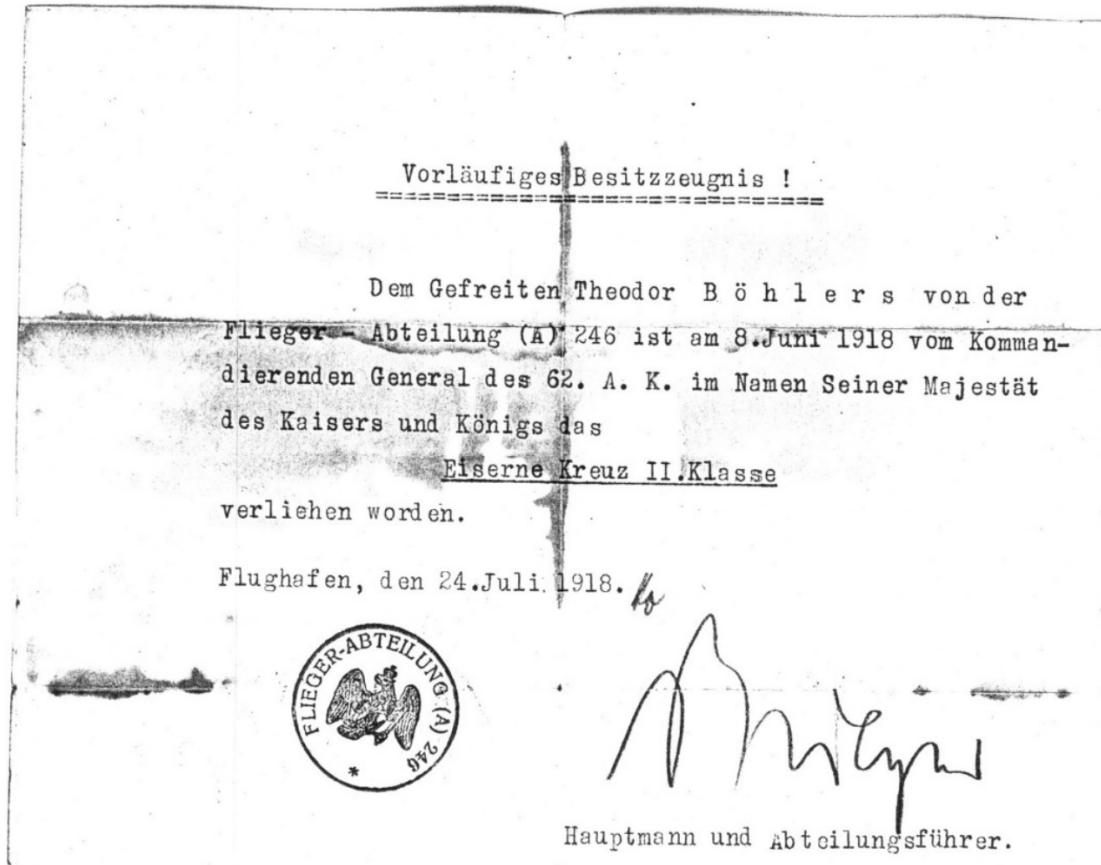 Vorläufiges Besitzzeugnis !
==============================
Dem Gefreiten Theodor B ö h l e r s von der
Flieger - Abteilung (A) 246 ist am 8.Juni 1918 vom Komman-
dierenden General des 62. A. K. im Namen Seiner Majestät
des Kaisers und Königs das
Eiserne Kreuz II.Klasse
verliehen worden.
Flughafen, den 24.Juli 1918.
FLIEGER-ABTEILUNG (A) 246 *
Hauptmann und Abteilungsführer.